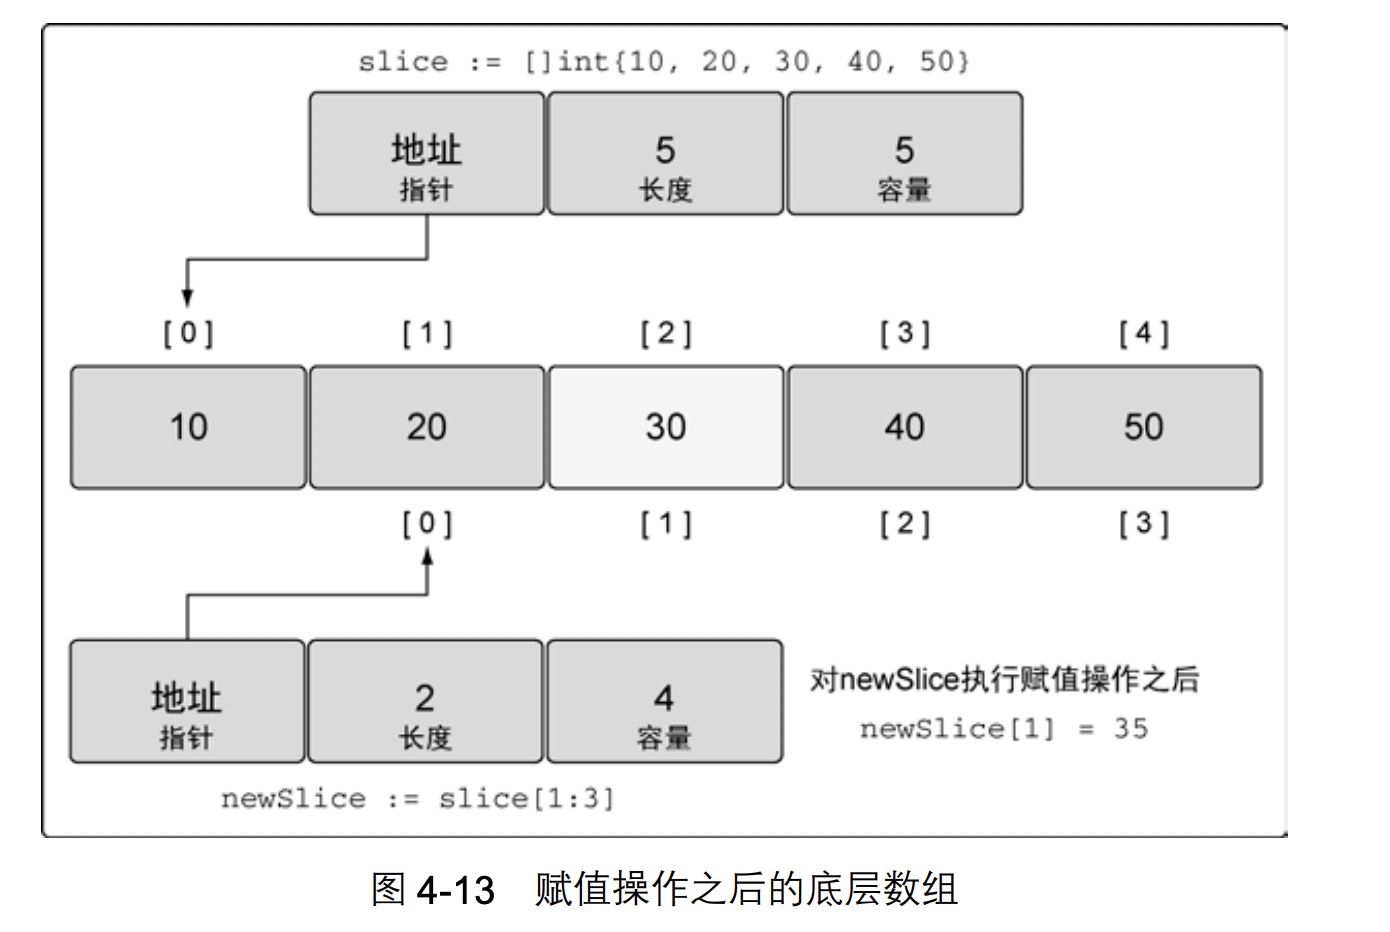 slice := []int{10, 20, 30, 40, 50}
地址 5 5
指针 长度 容量
[0] [1] [2] [3] [4]
10 20 30 40 50
[0] [1] [2] [3]
地址 2 4
指针 长度 容量
对newSlice执行赋值操作之后
newSlice[1] = 35
newSlice := slice[1:3]
图 4-13 赋值操作之后的底层数组